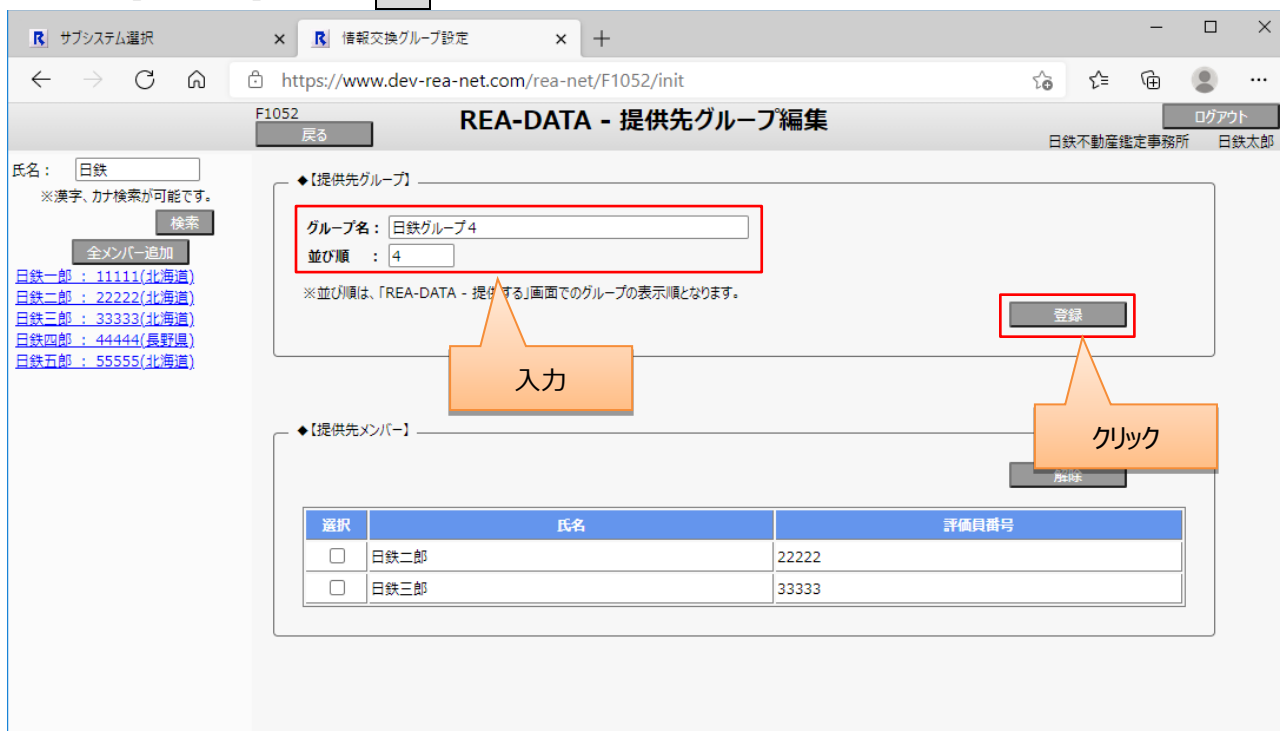 サブシステム選択
情報交換グループ設定
https://www.dev-rea-net.com/rea-net/F1052/init
F1052
戻る
REA-DATA - 提供先グループ編集
ログアウト
日鉄不動産鑑定事務所 日鉄太郎
氏名： 日鉄
※漢字、カナ検索が可能です。
検索
全メンバー追加
日鉄一郎 : 11111(北海道)
日鉄二郎 : 22222(北海道)
日鉄三郎 : 33333(北海道)
日鉄四郎 : 44444(長野県)
日鉄五郎 : 55555(北海道)
◆【提供先グループ】
グループ名： 日鉄グループ４
並び順 ： 4
※並び順は、「REA-DATA - 提供する」画面でのグループの表示順となります。
登録
入力
クリック
◆【提供先メンバー】
解除
選択 氏名 評価員番号
日鉄二郎 22222
日鉄三郎 33333